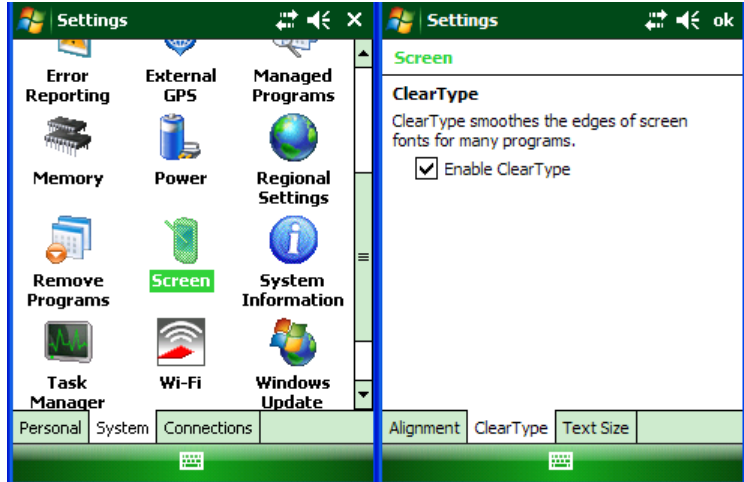 Settings
Error Reporting
External GPS
Managed Programs
Memory
Power
Regional Settings
Remove Programs
Screen
System Information
Task Manager
Wi-Fi
Windows Update
Personal System Connections
Settings ok
Screen
ClearType
ClearType smoothes the edges of screen
fonts for many programs.
Enable ClearType
Alignment ClearType Text Size